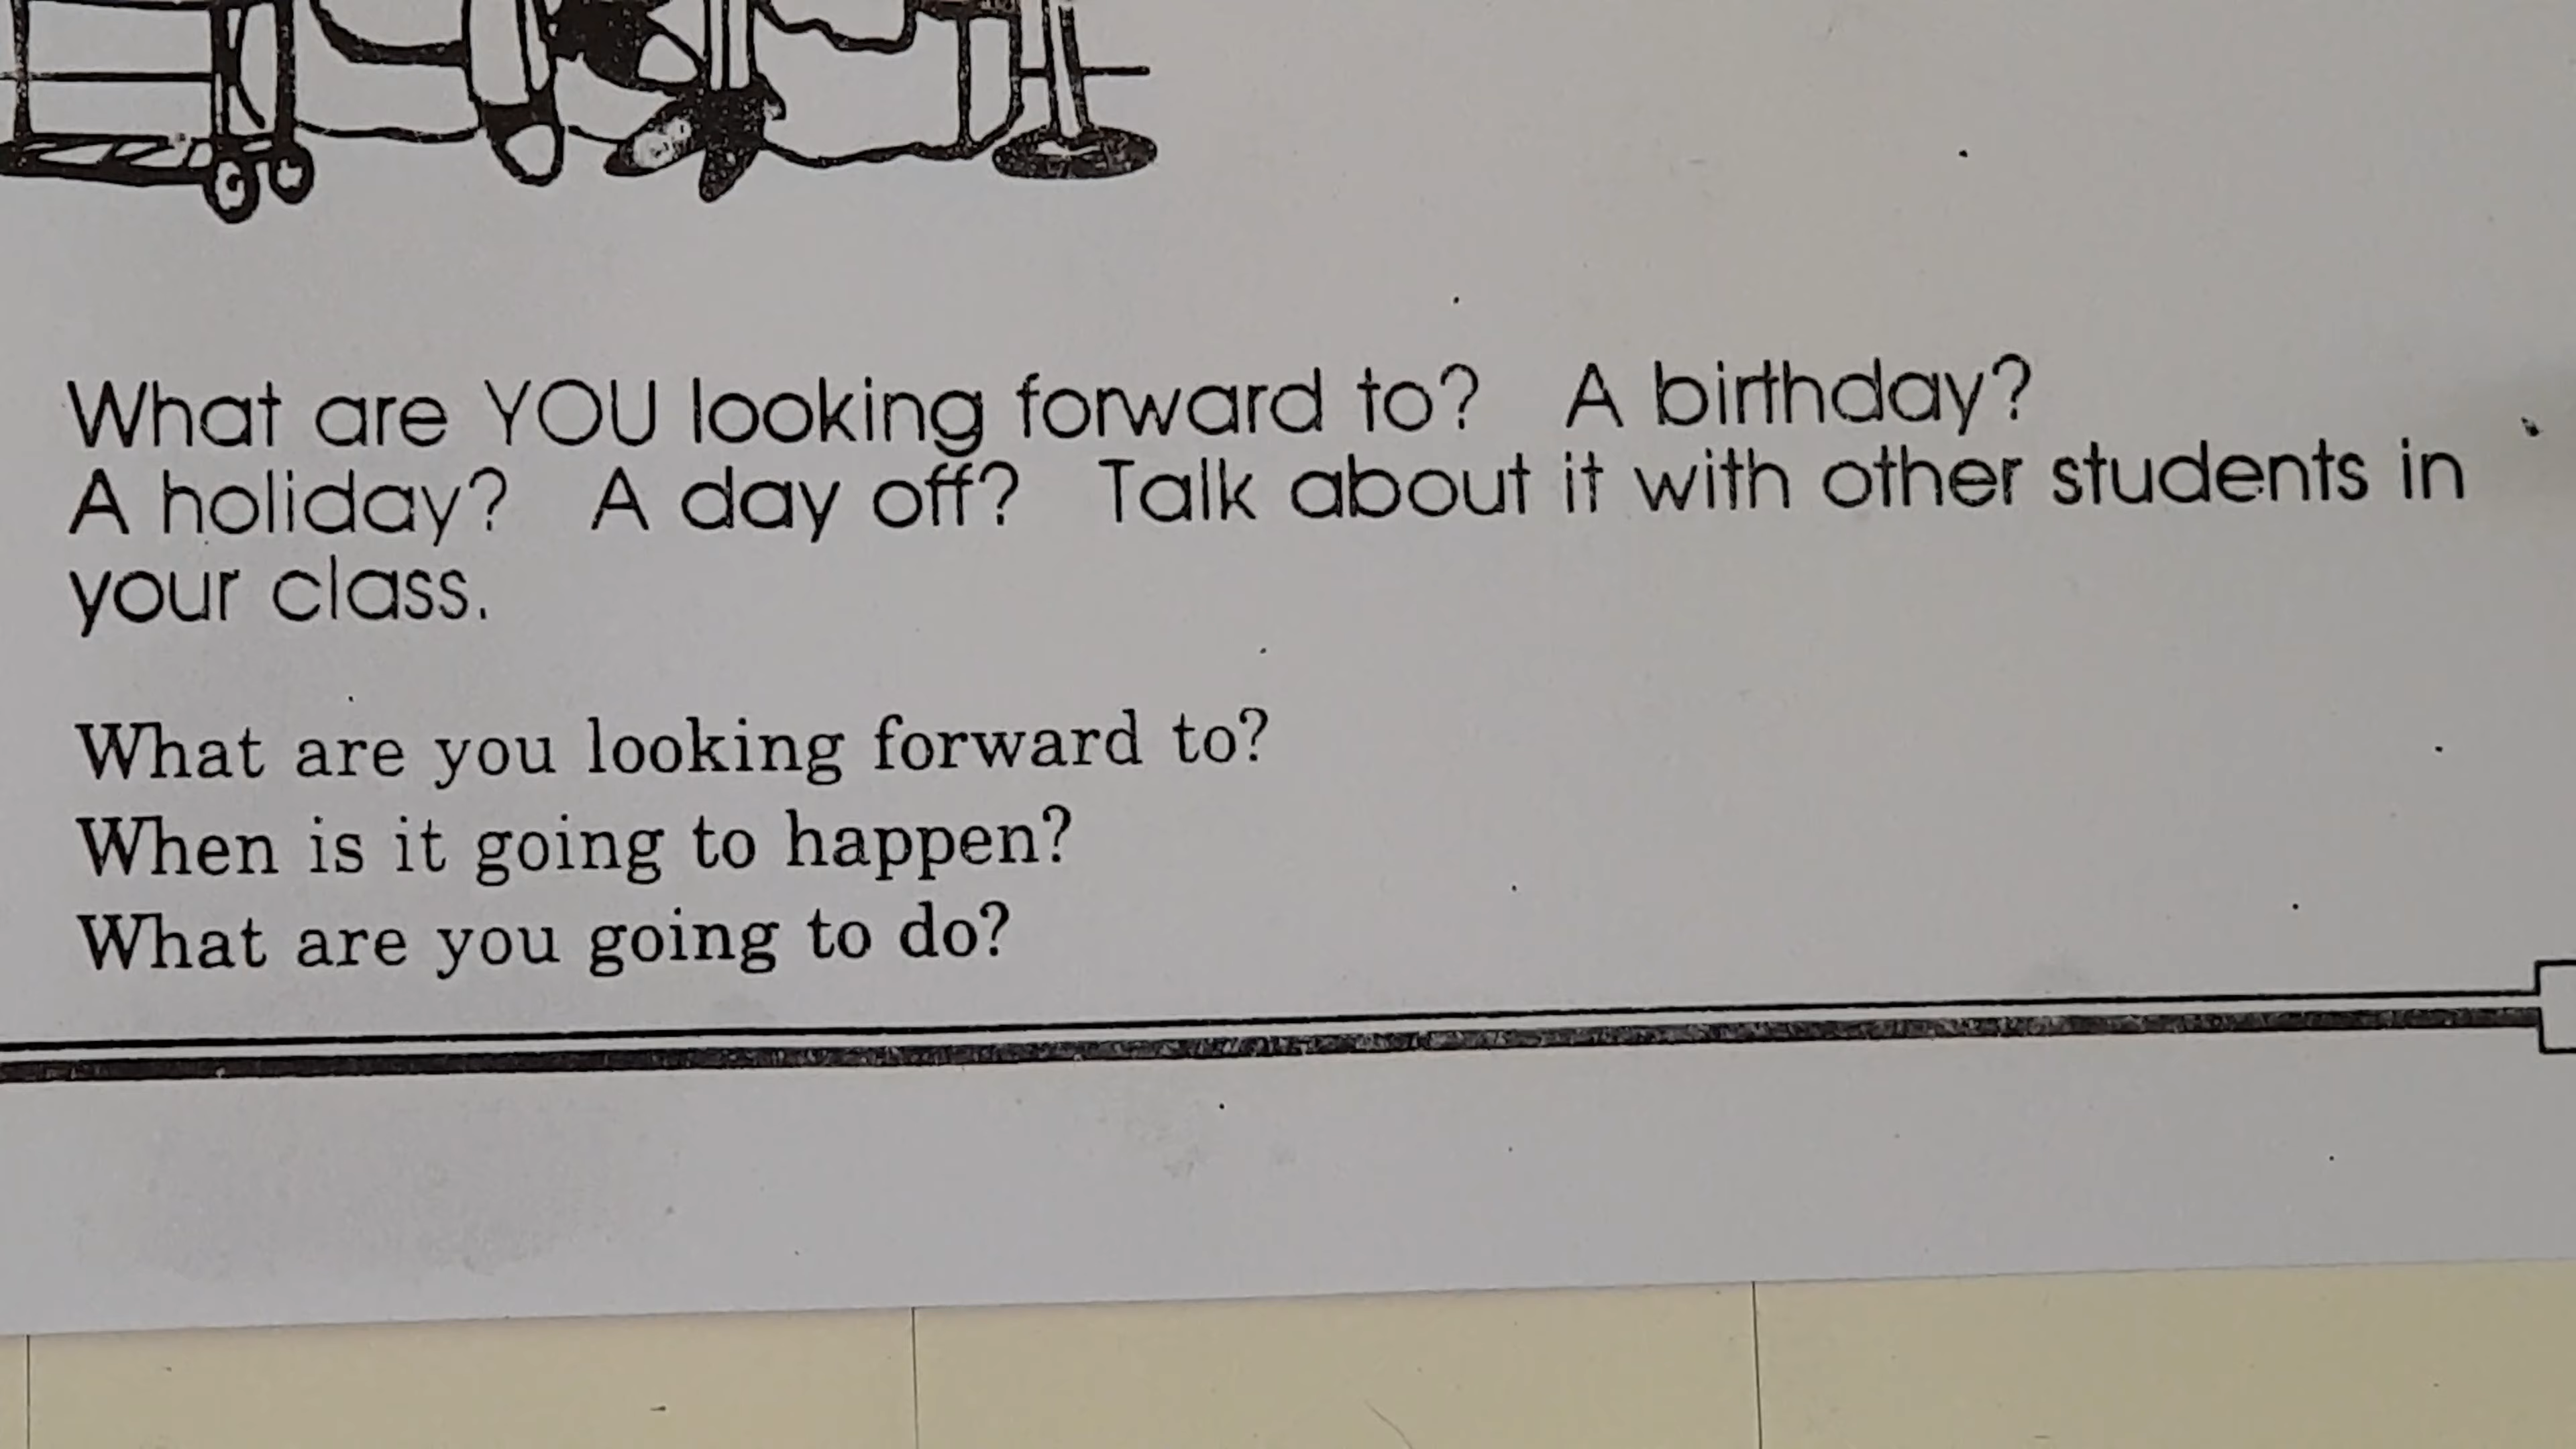 What are YOU looking forward to? A birthday?
A holiday? A day off? Talk about it with other students in
your class.
What are you looking forward to?
When is it going to happen?
What are you going to do?